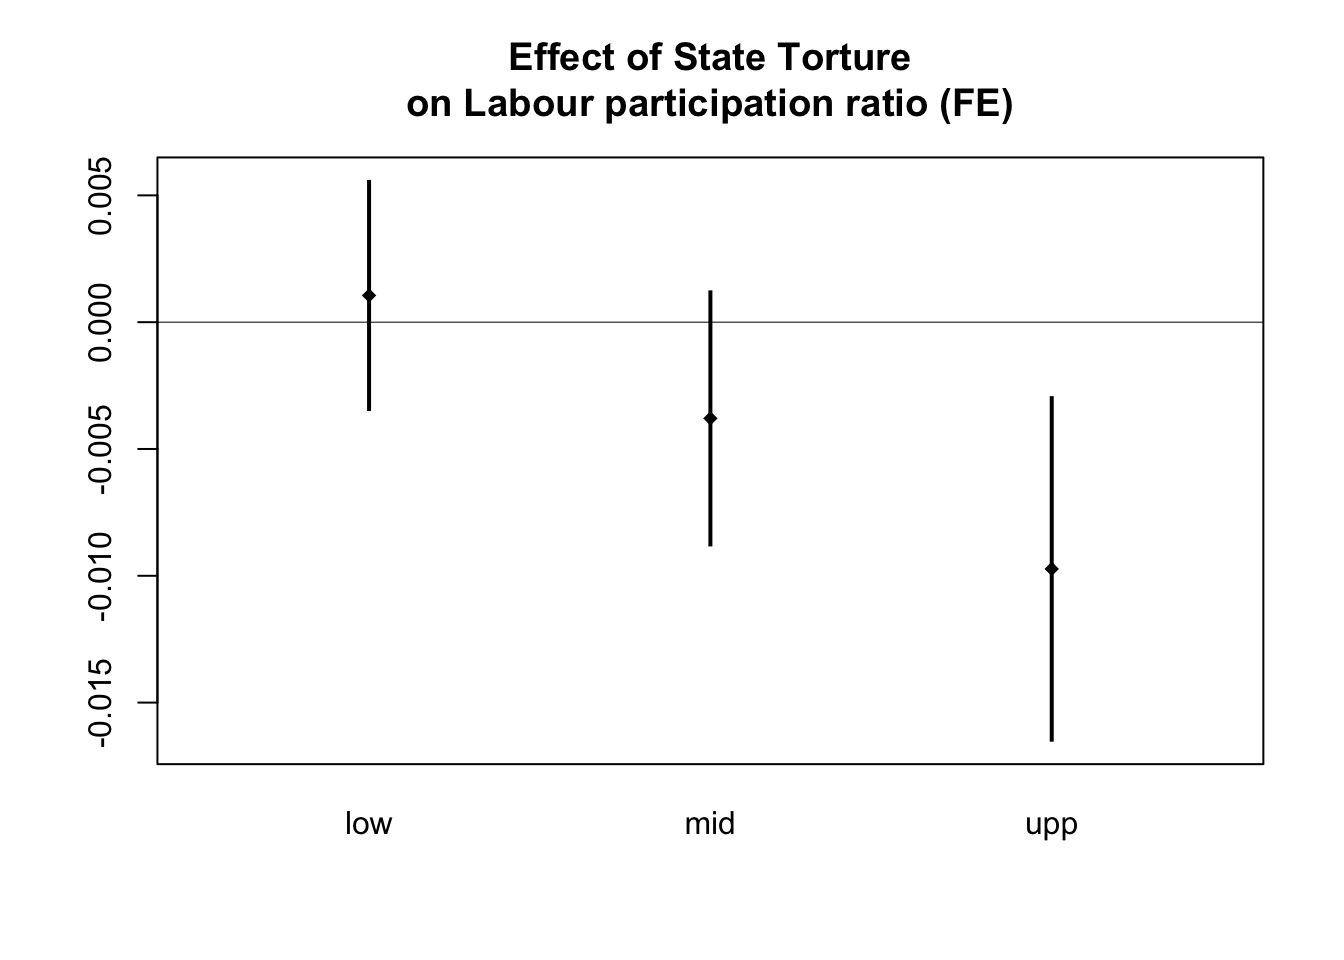 Effect of State Torture
on Labour participation ratio (FE)
0.005
0.000
-0.005
-0.010
-0.015
low mid upp